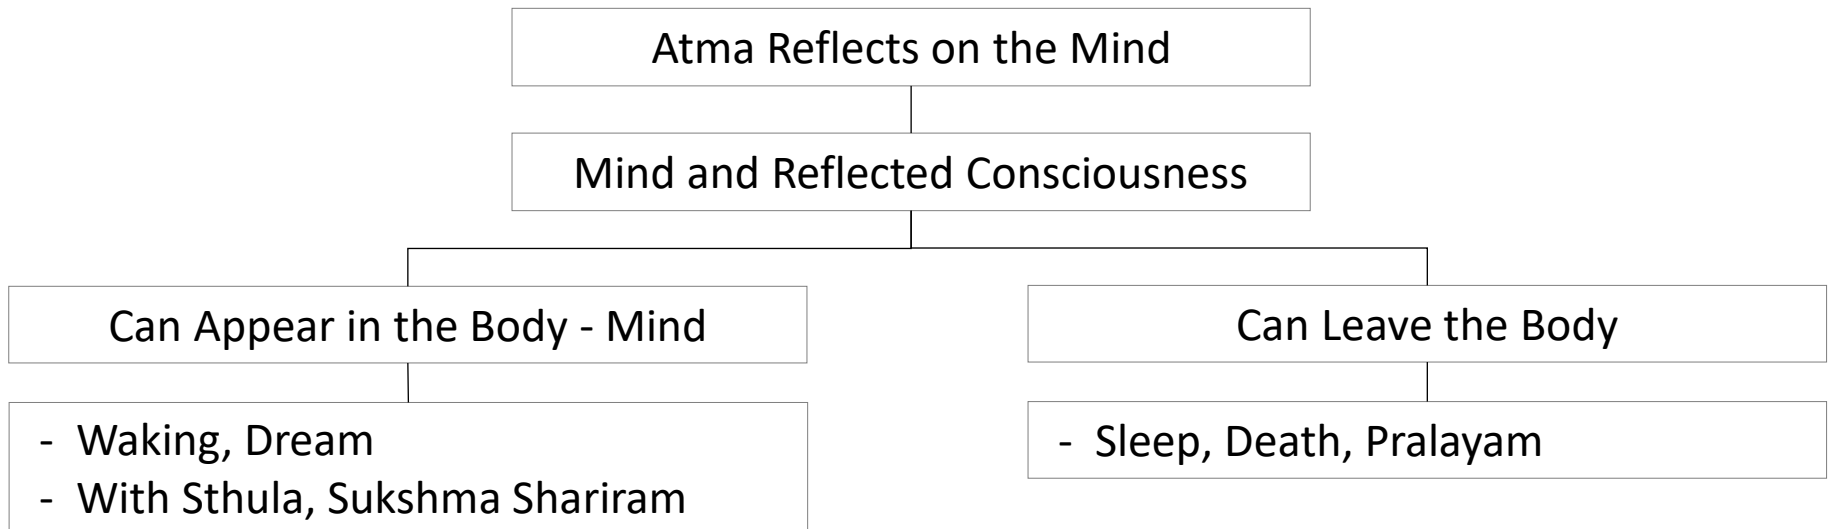 Atma Reflects on the Mind
Mind and Reflected Consciousness
Can Appear in the Body - Mind
Can Leave the Body
- Waking, Dream
- With Sthula, Sukshma Shariram
- Sleep, Death, Pralayam